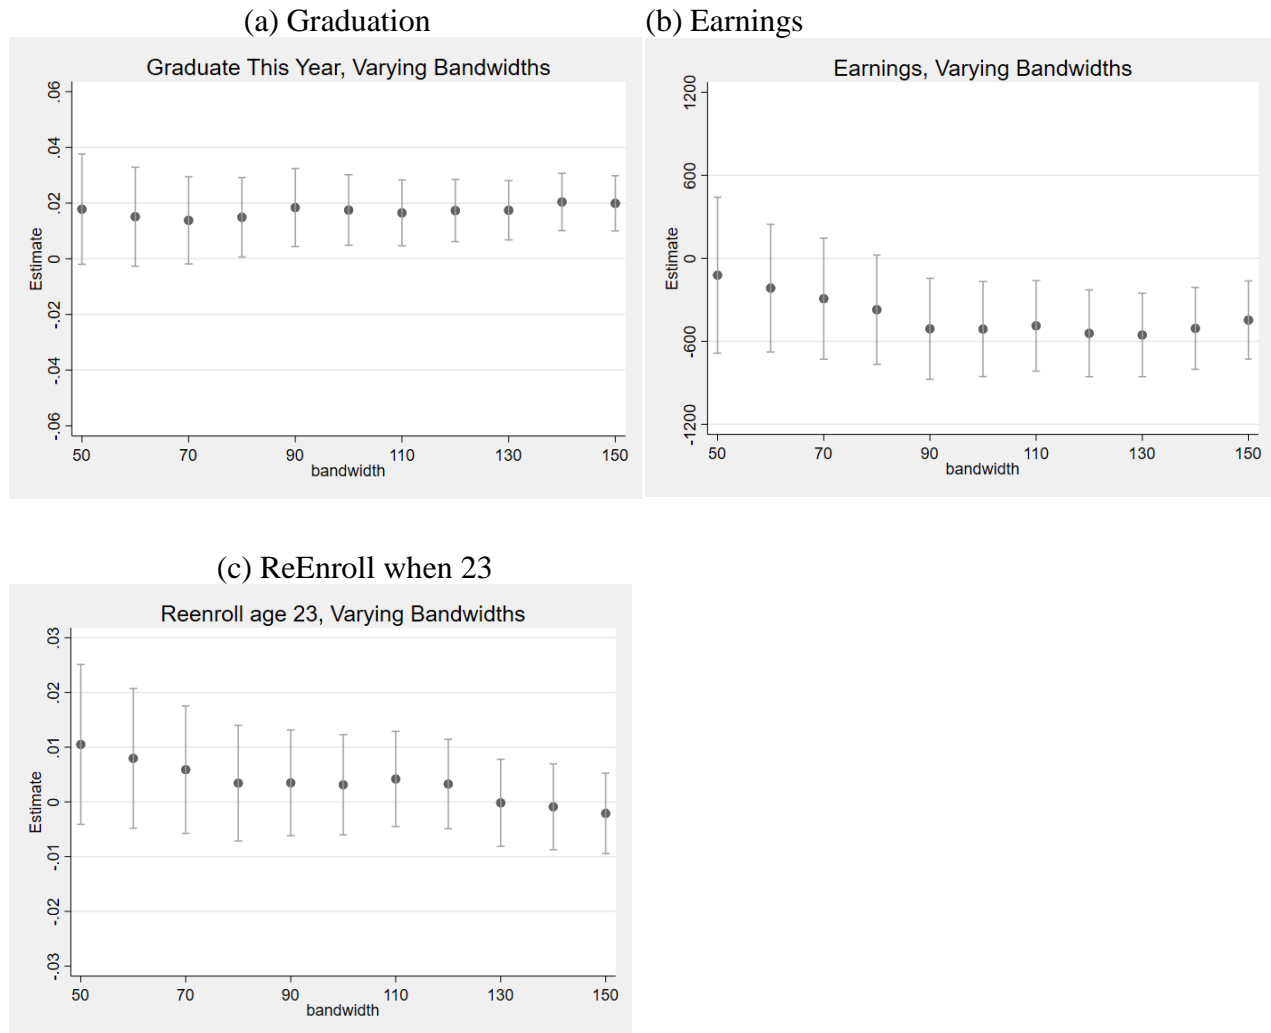 (a) Graduation
Graduate This Year, Varying Bandwidths
.06
.04
.02
0
-.02
-.04
-.06
Estimate
50 70 90 110 130 150
bandwidth
(b) Earnings
Earnings, Varying Bandwidths
1200
600
0
-600
-1200
Estimate
50 70 90 110 130 150
bandwidth
(c) ReEnroll when 23
Reenroll age 23, Varying Bandwidths
.03
.02
.01
0
-.01
-.02
-.03
Estimate
50 70 90 110 130 150
bandwidth